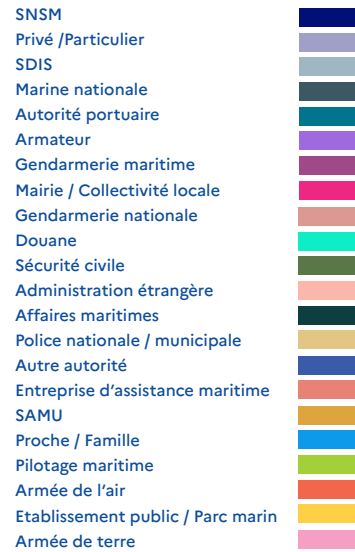 SNSM
Privé /Particulier
SDIS
Marine nationale
Autorité portuaire
Armateur
Gendarmerie maritime
Mairie / Collectivité locale
Gendarmerie nationale
Douane
Sécurité civile
Administration étrangère
Affaires maritimes
Police nationale / municipale
Autre autorité
Entreprise d'assistance maritime
SAMU
Proche / Famille
Pilotage maritime
Armée de l'air
Etablissement public / Parc marin
Armée de terre